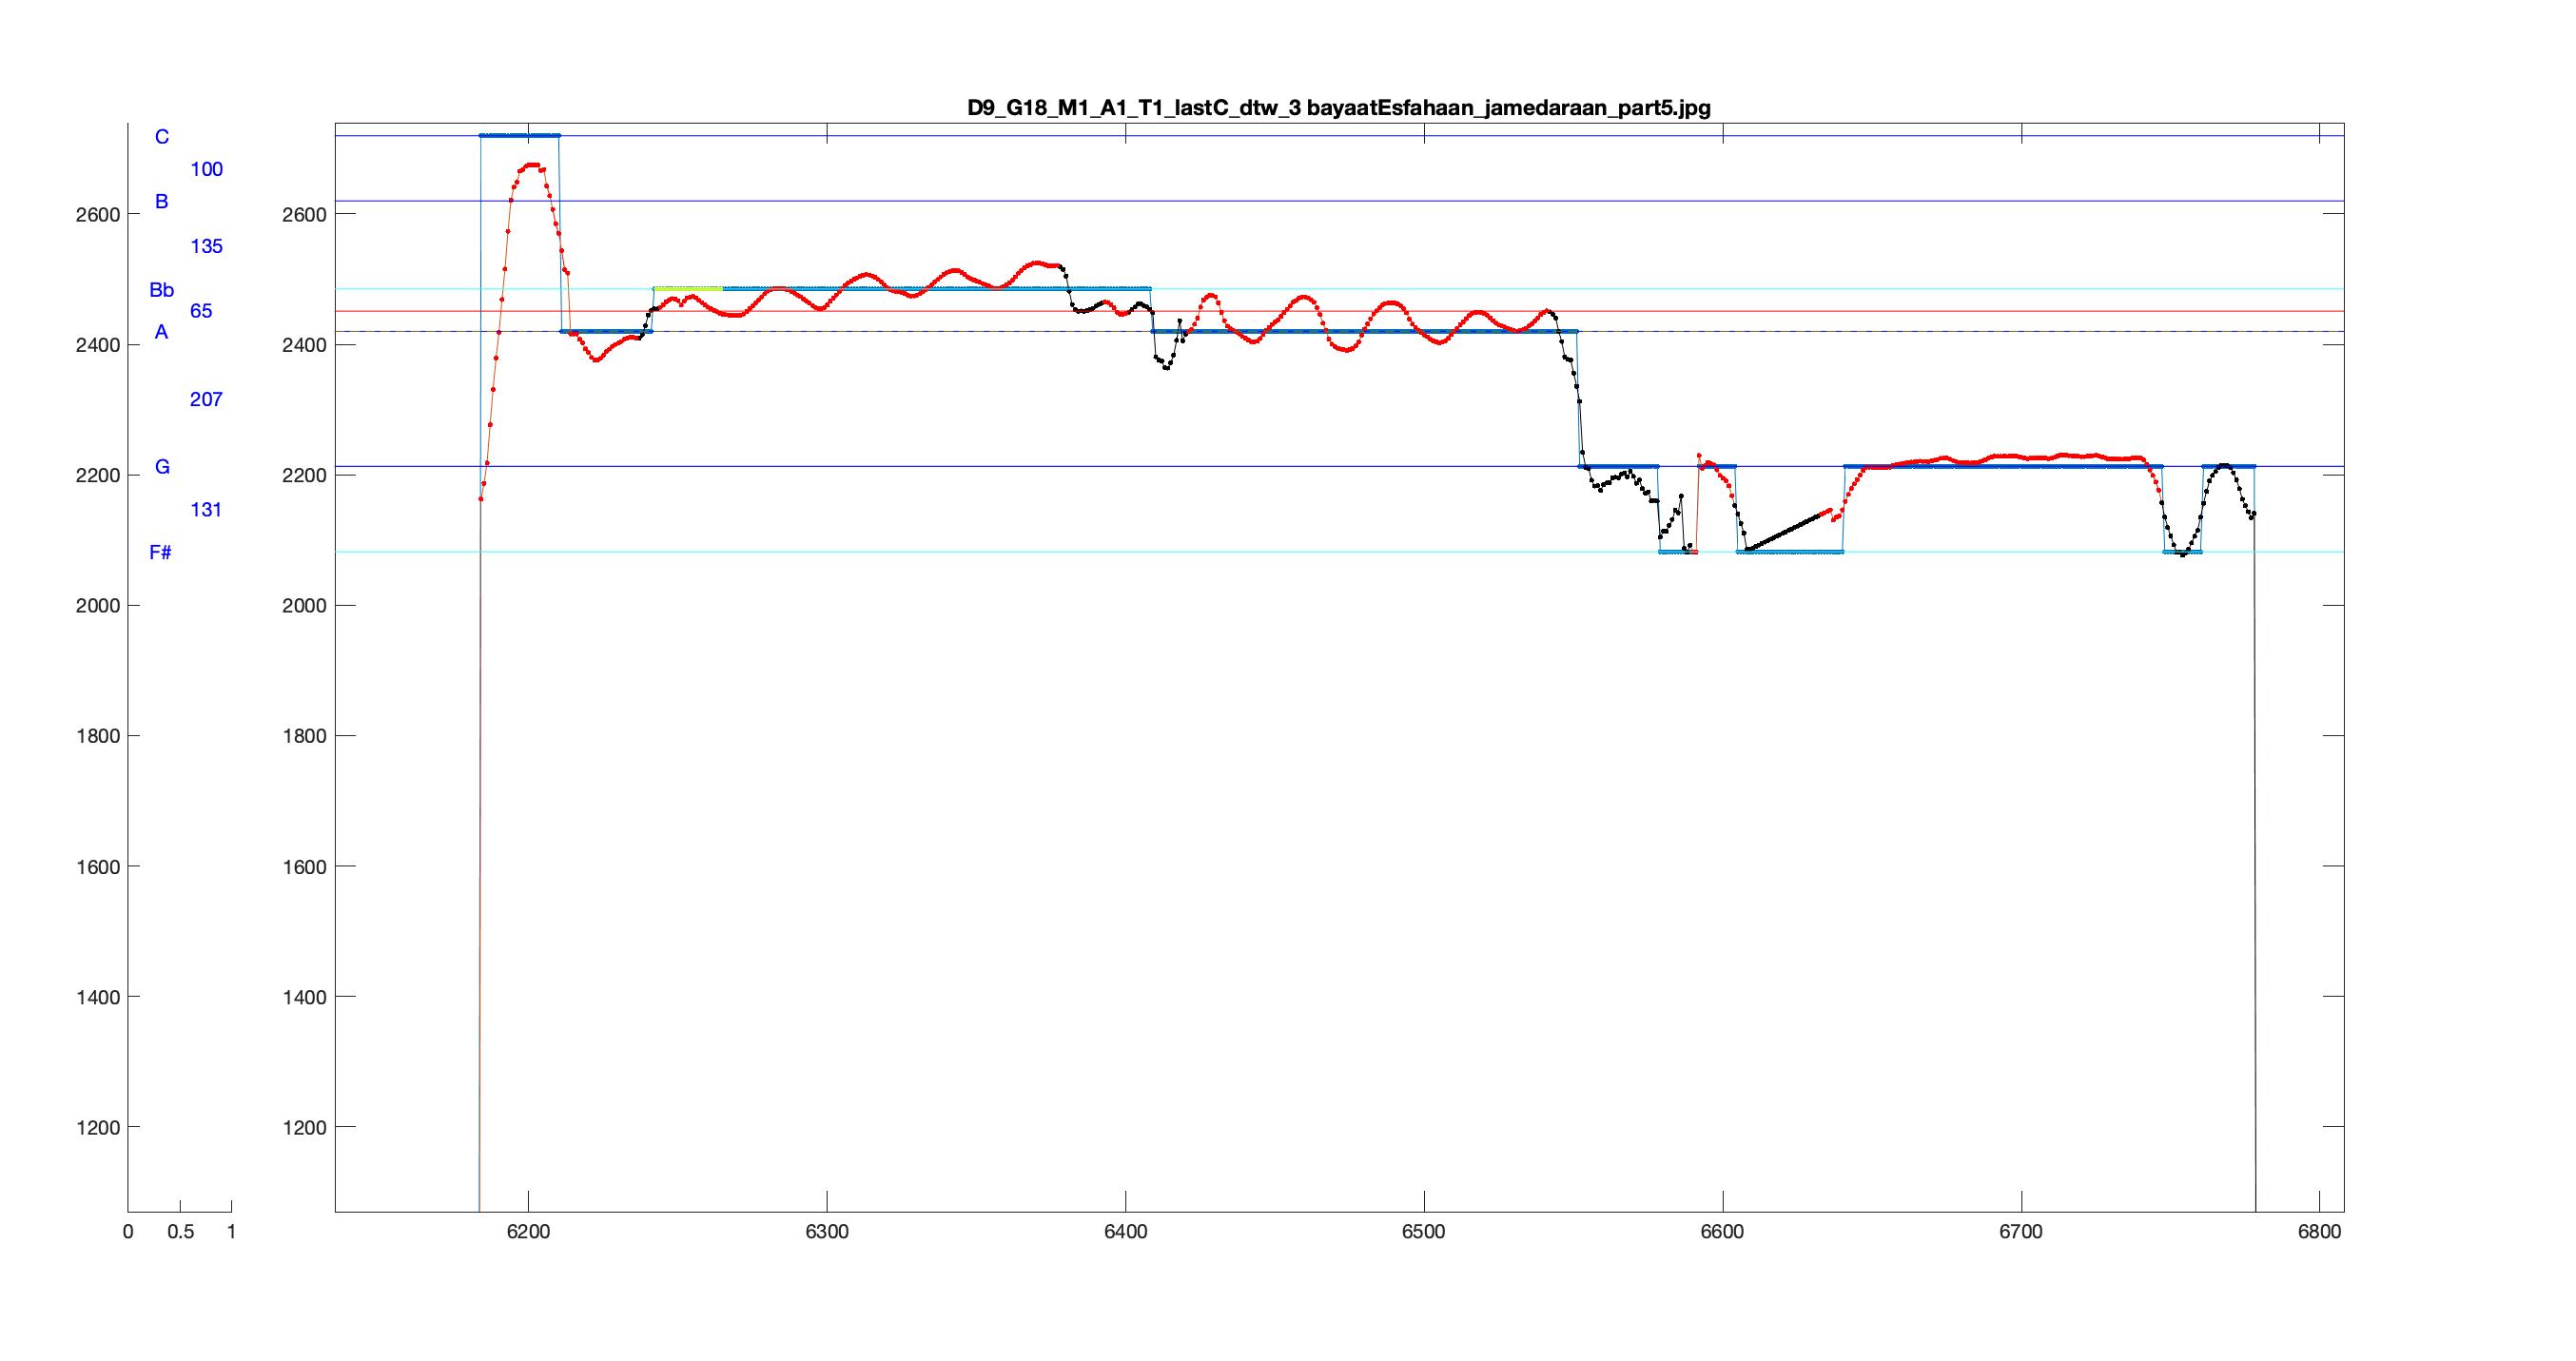 D9_G18_M1_A1_T1_lastC_dtw_3 bayaatEsfahaan_jamedaraan_part5.jpg
C
100
B
2600 2600
135
Bb
65
A
2400 2400
207
G
2200 2200
131
F#
2000 2000
1800 1800
1600 1600
1400 1400
1200 1200
0 0.5 1 6200 6300 6400 6500 6600 6700 6800